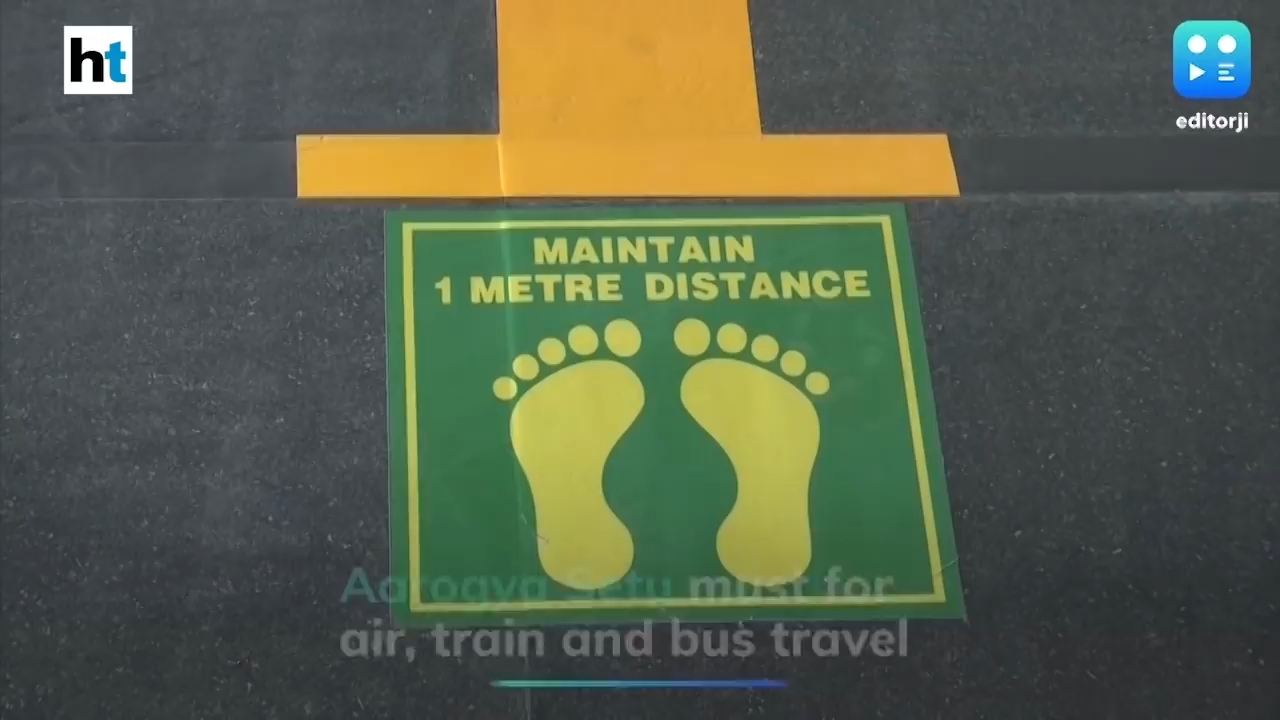 ht
editorji
MAINTAIN
1 METRE DISTANCE
Aarogya Setu must for
air, train and bus travel